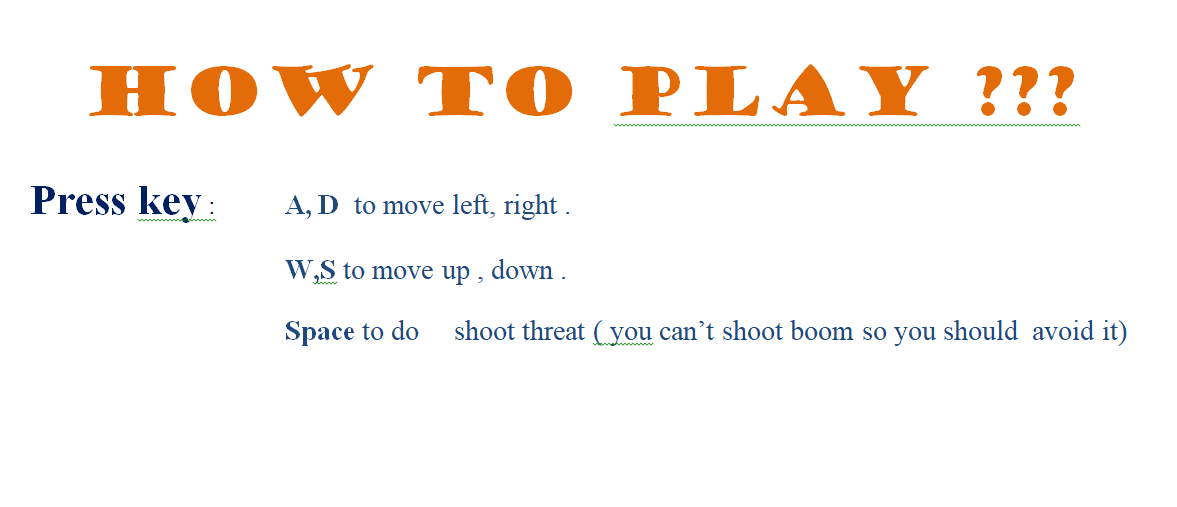 HOW TO PLAY ???
Press key : A, D to move left, right .
W,S to move up , down .
Space to do shoot threat ( you can’t shoot boom so you should avoid it)